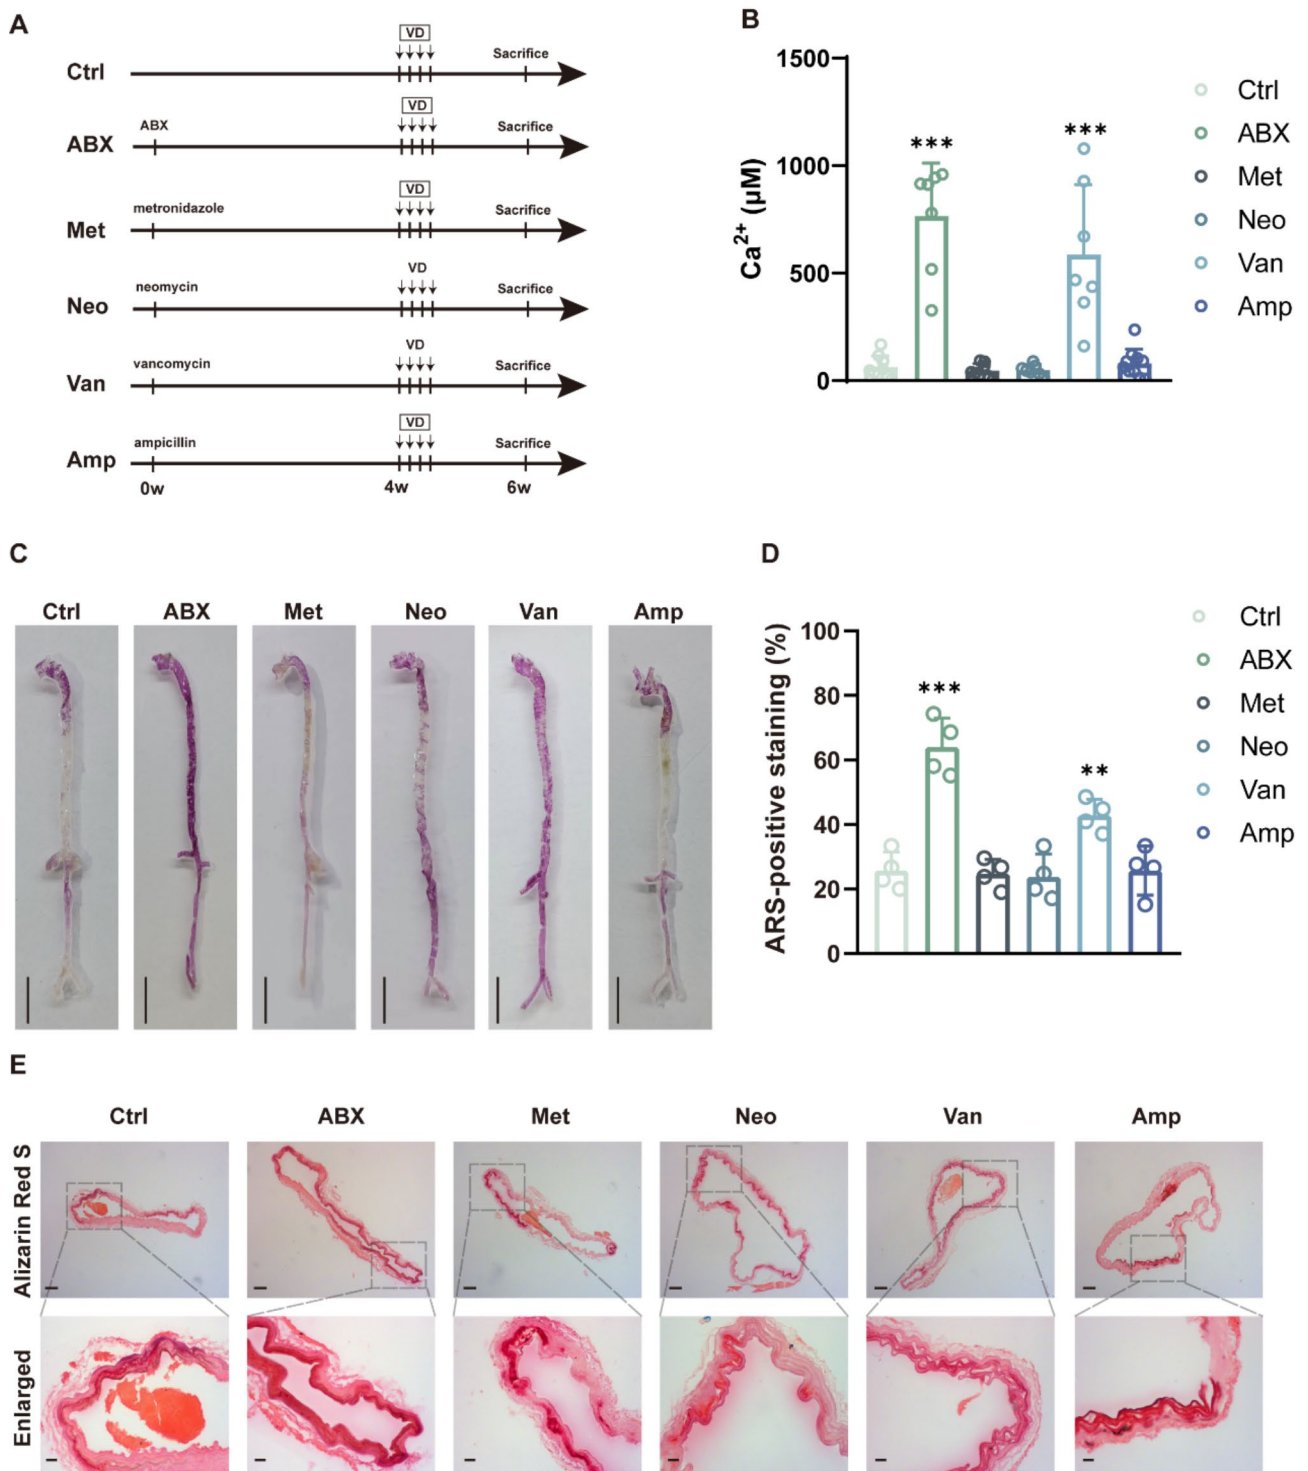 A
VD
Sacrifice
Ctrl
VD
ABX
Sacrifice
ABX
VD
metronidazole
Sacrifice
Met
VD
neomycin
Sacrifice
Neo
VD
vancomycin
Sacrifice
Van
VD
ampicillin
Sacrifice
Amp
0w 4w 6w
B
Ca2+ (μM)
1500
1000
500
0
***
***
Ctrl
ABX
Met
Neo
Van
Amp
C
Ctrl ABX Met Neo Van Amp
D
ARS-positive staining (%)
100
80
60
40
20
0
***
**
Ctrl
ABX
Met
Neo
Van
Amp
E
Ctrl ABX Met Neo Van Amp
Alizarin Red S
Enlarged